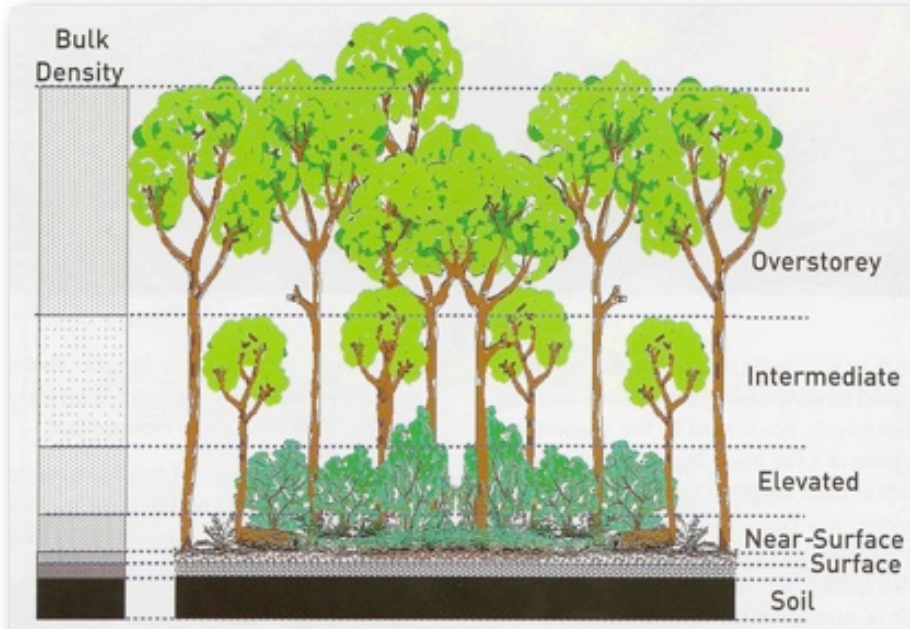 Bulk
Density
Overstorey
Intermediate
Elevated
Near-Surface
Surface
Soil